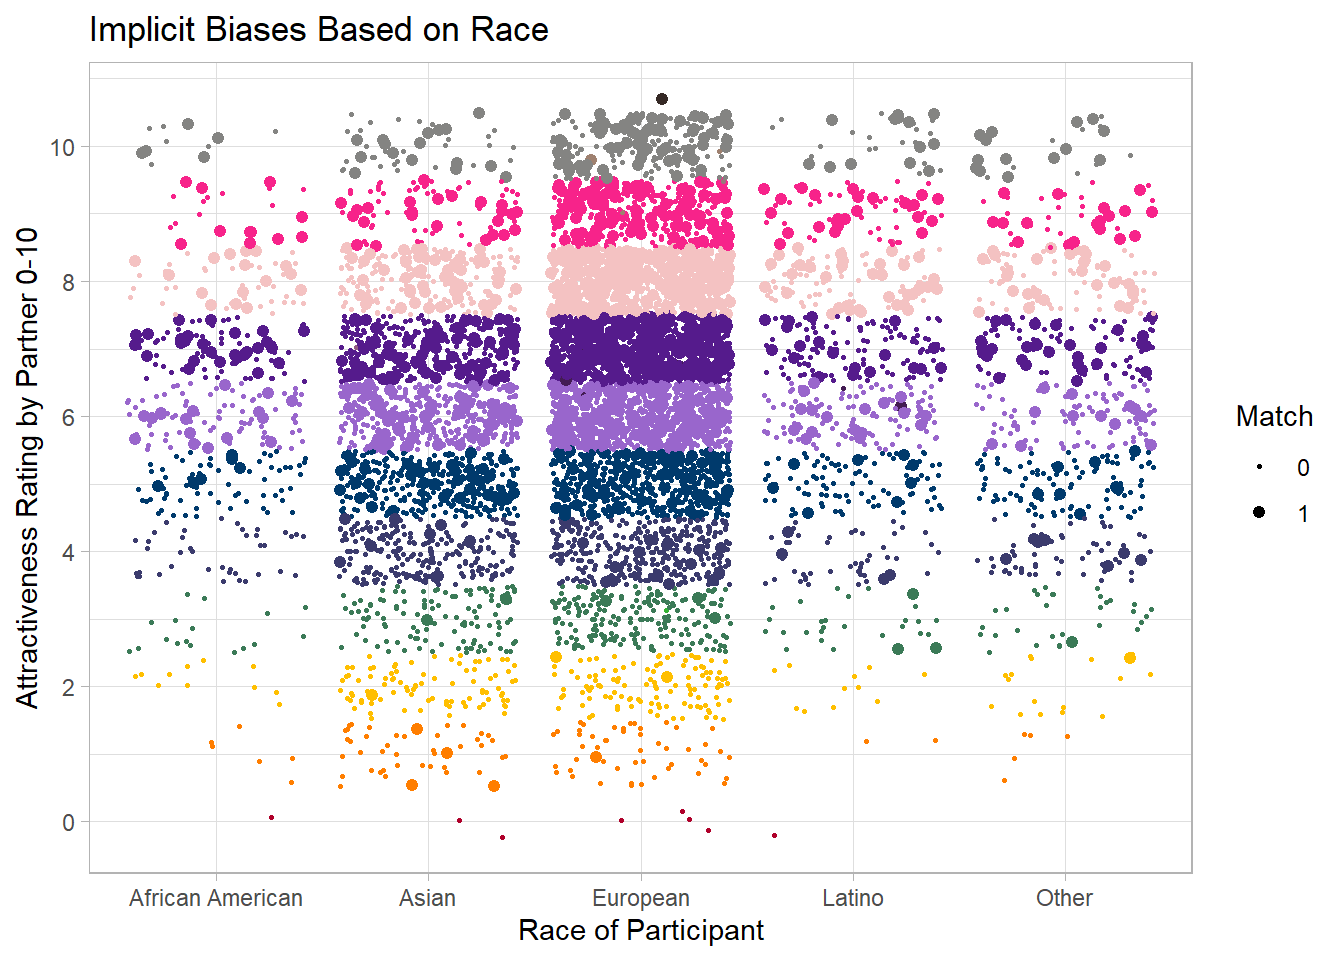 Implicit Biases Based on Race
Attractiveness Rating by Partner 0-10
10
8
6
4
2
0
African American Asian European Latino Other
Race of Participant
Match
0
1